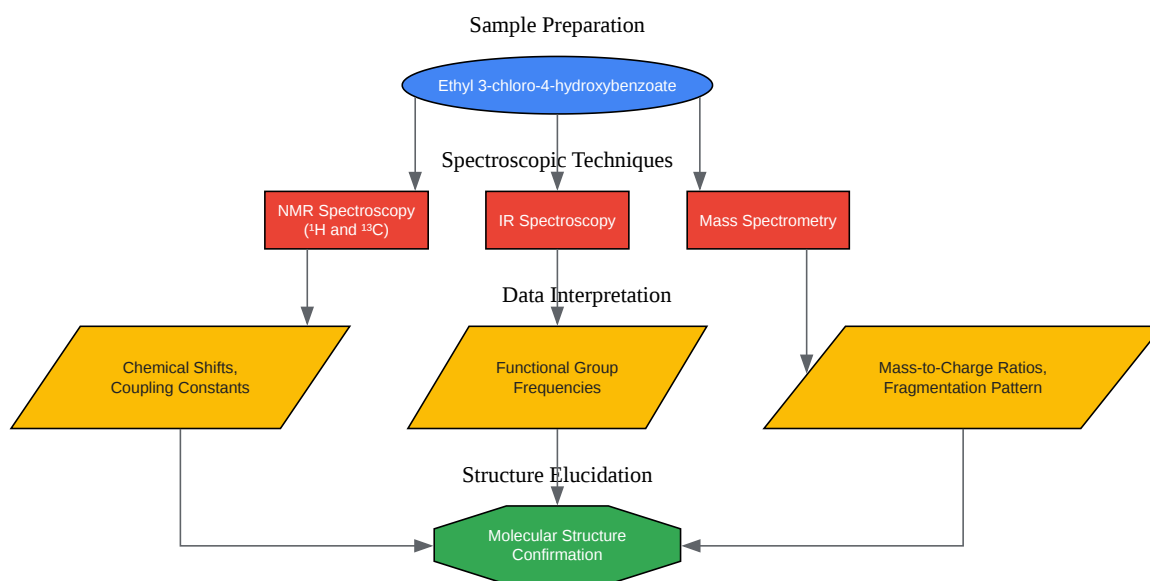 Sample Preparation
Ethyl 3-chloro-4-hydroxybenzoate
Spectroscopic Techniques
NMR Spectroscopy
(¹H and ¹³C)
IR Spectroscopy
Mass Spectrometry
Data Interpretation
Chemical Shifts,
Coupling Constants
Functional Group
Frequencies
Mass-to-Charge Ratios,
Fragmentation Pattern
Structure Elucidation
Molecular Structure
Confirmation